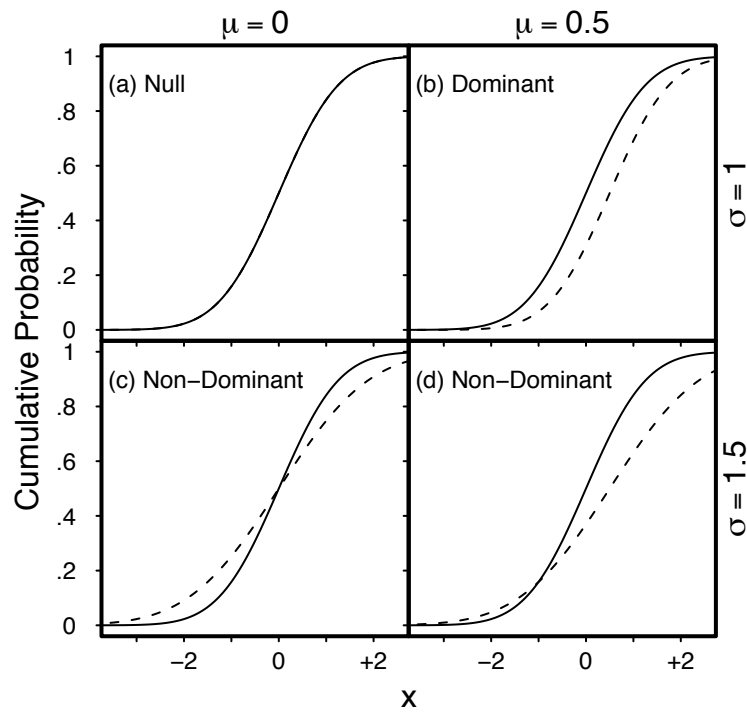 μ = 0
μ = 0.5
Cumulative Probability
1
.8
.6
.4
.2
0
(a) Null
(b) Dominant
σ = 1
1
.8
.6
.4
.2
0
(c) Non−Dominant
(d) Non−Dominant
σ = 1.5
−2
0
+2
−2
0
+2
x